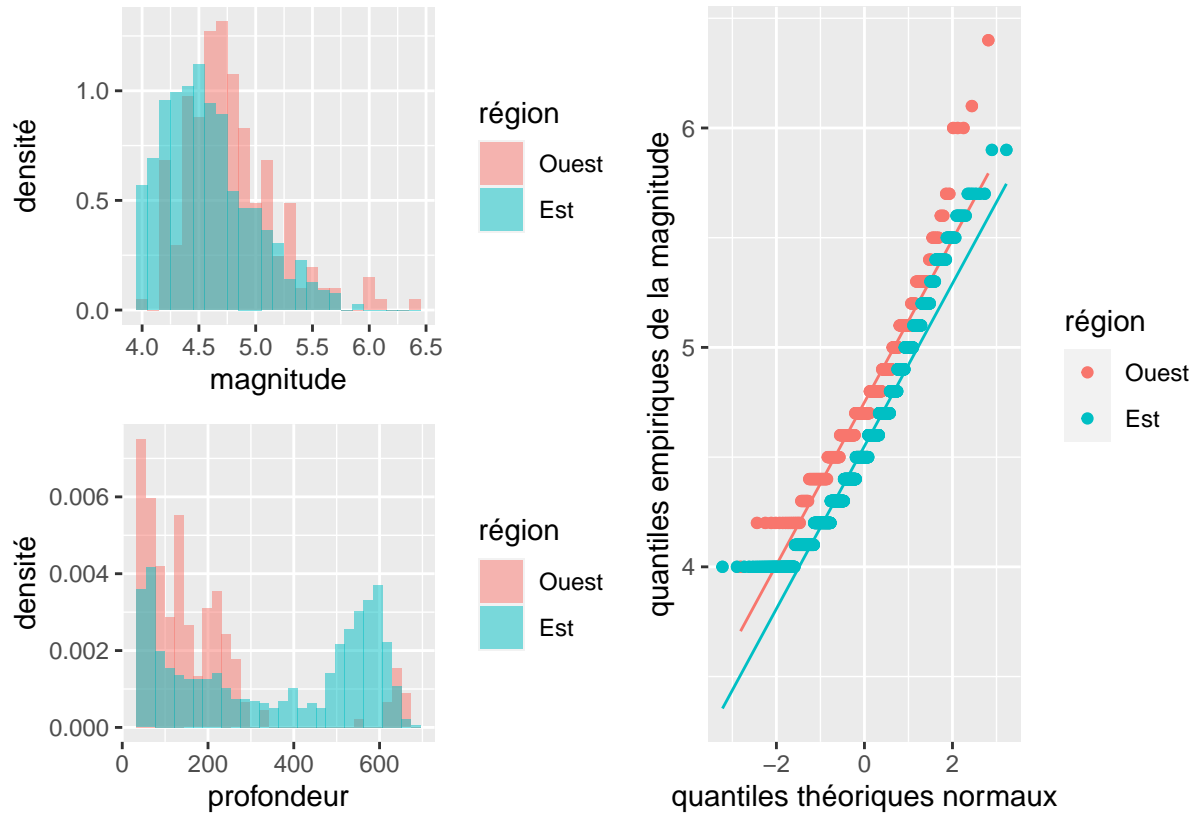 densité
1.0
0.5
0.0
4.0 4.5 5.0 5.5 6.0 6.5
magnitude
région
Ouest
Est
densité
0.006
0.004
0.002
0.000
0 200 400 600
profondeur
région
Ouest
Est
quantiles empiriques de la magnitude
6
5
4
−2 0 2
quantiles théoriques normaux
région
Ouest
Est